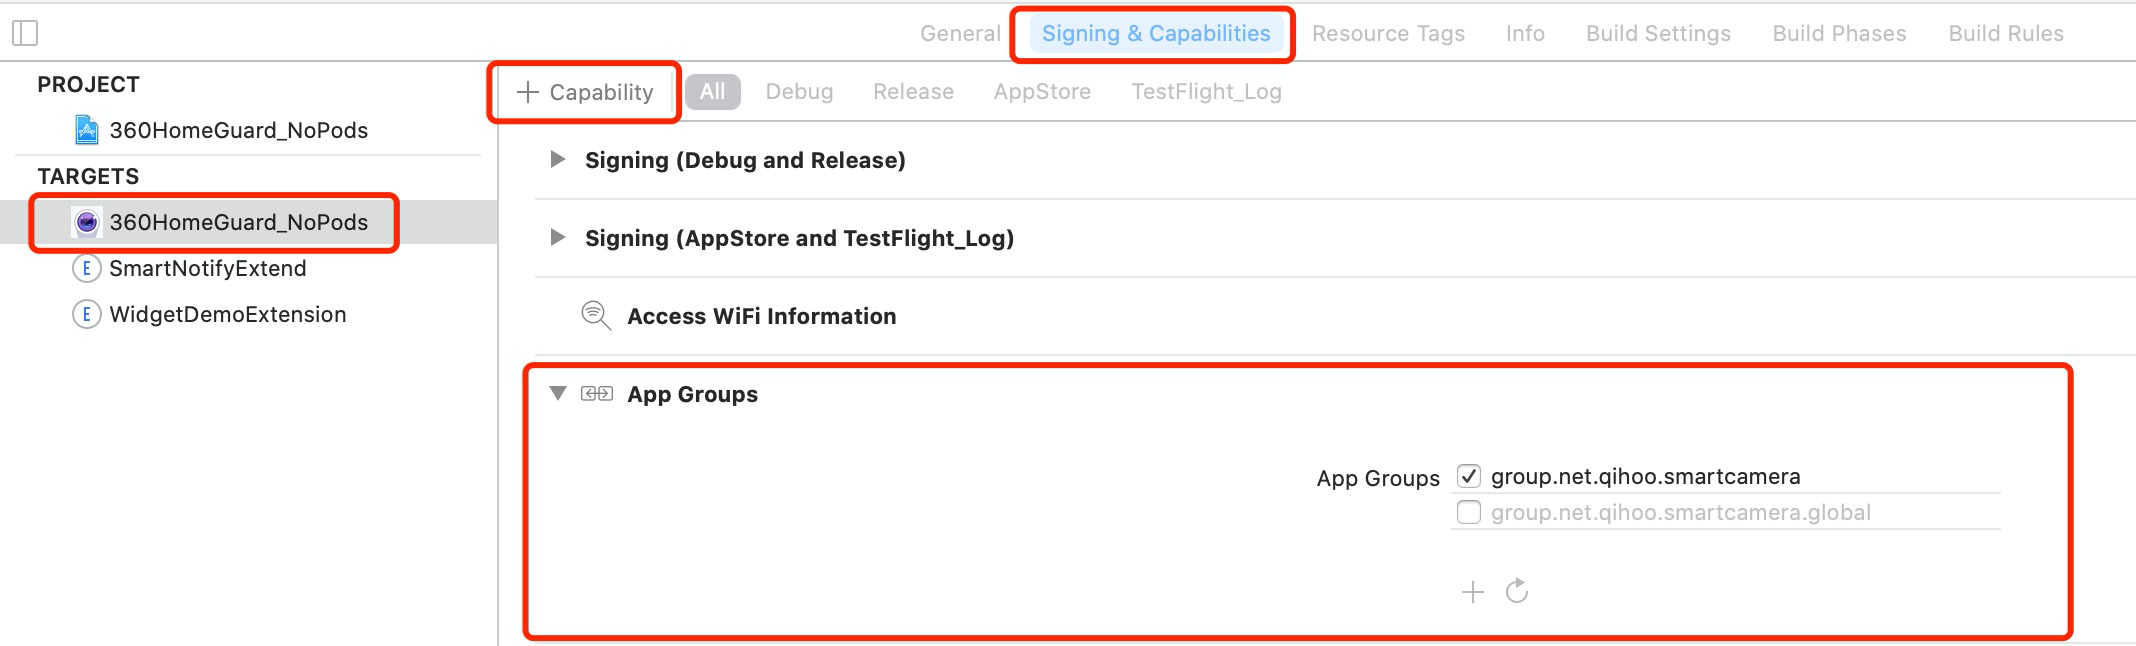 General Signing & Capabilities Resource Tags Info Build Settings Build Phases Build Rules
PROJECT
360HomeGuard_NoPods
TARGETS
360HomeGuard_NoPods
E SmartNotifyExtend
E WidgetDemoExtension
+ Capability All Debug Release AppStore TestFlight_Log
Signing (Debug and Release)
Signing (AppStore and TestFlight_Log)
Access WiFi Information
App Groups
App Groups group.net.qihoo.smartcamera
group.net.qihoo.smartcamera.global